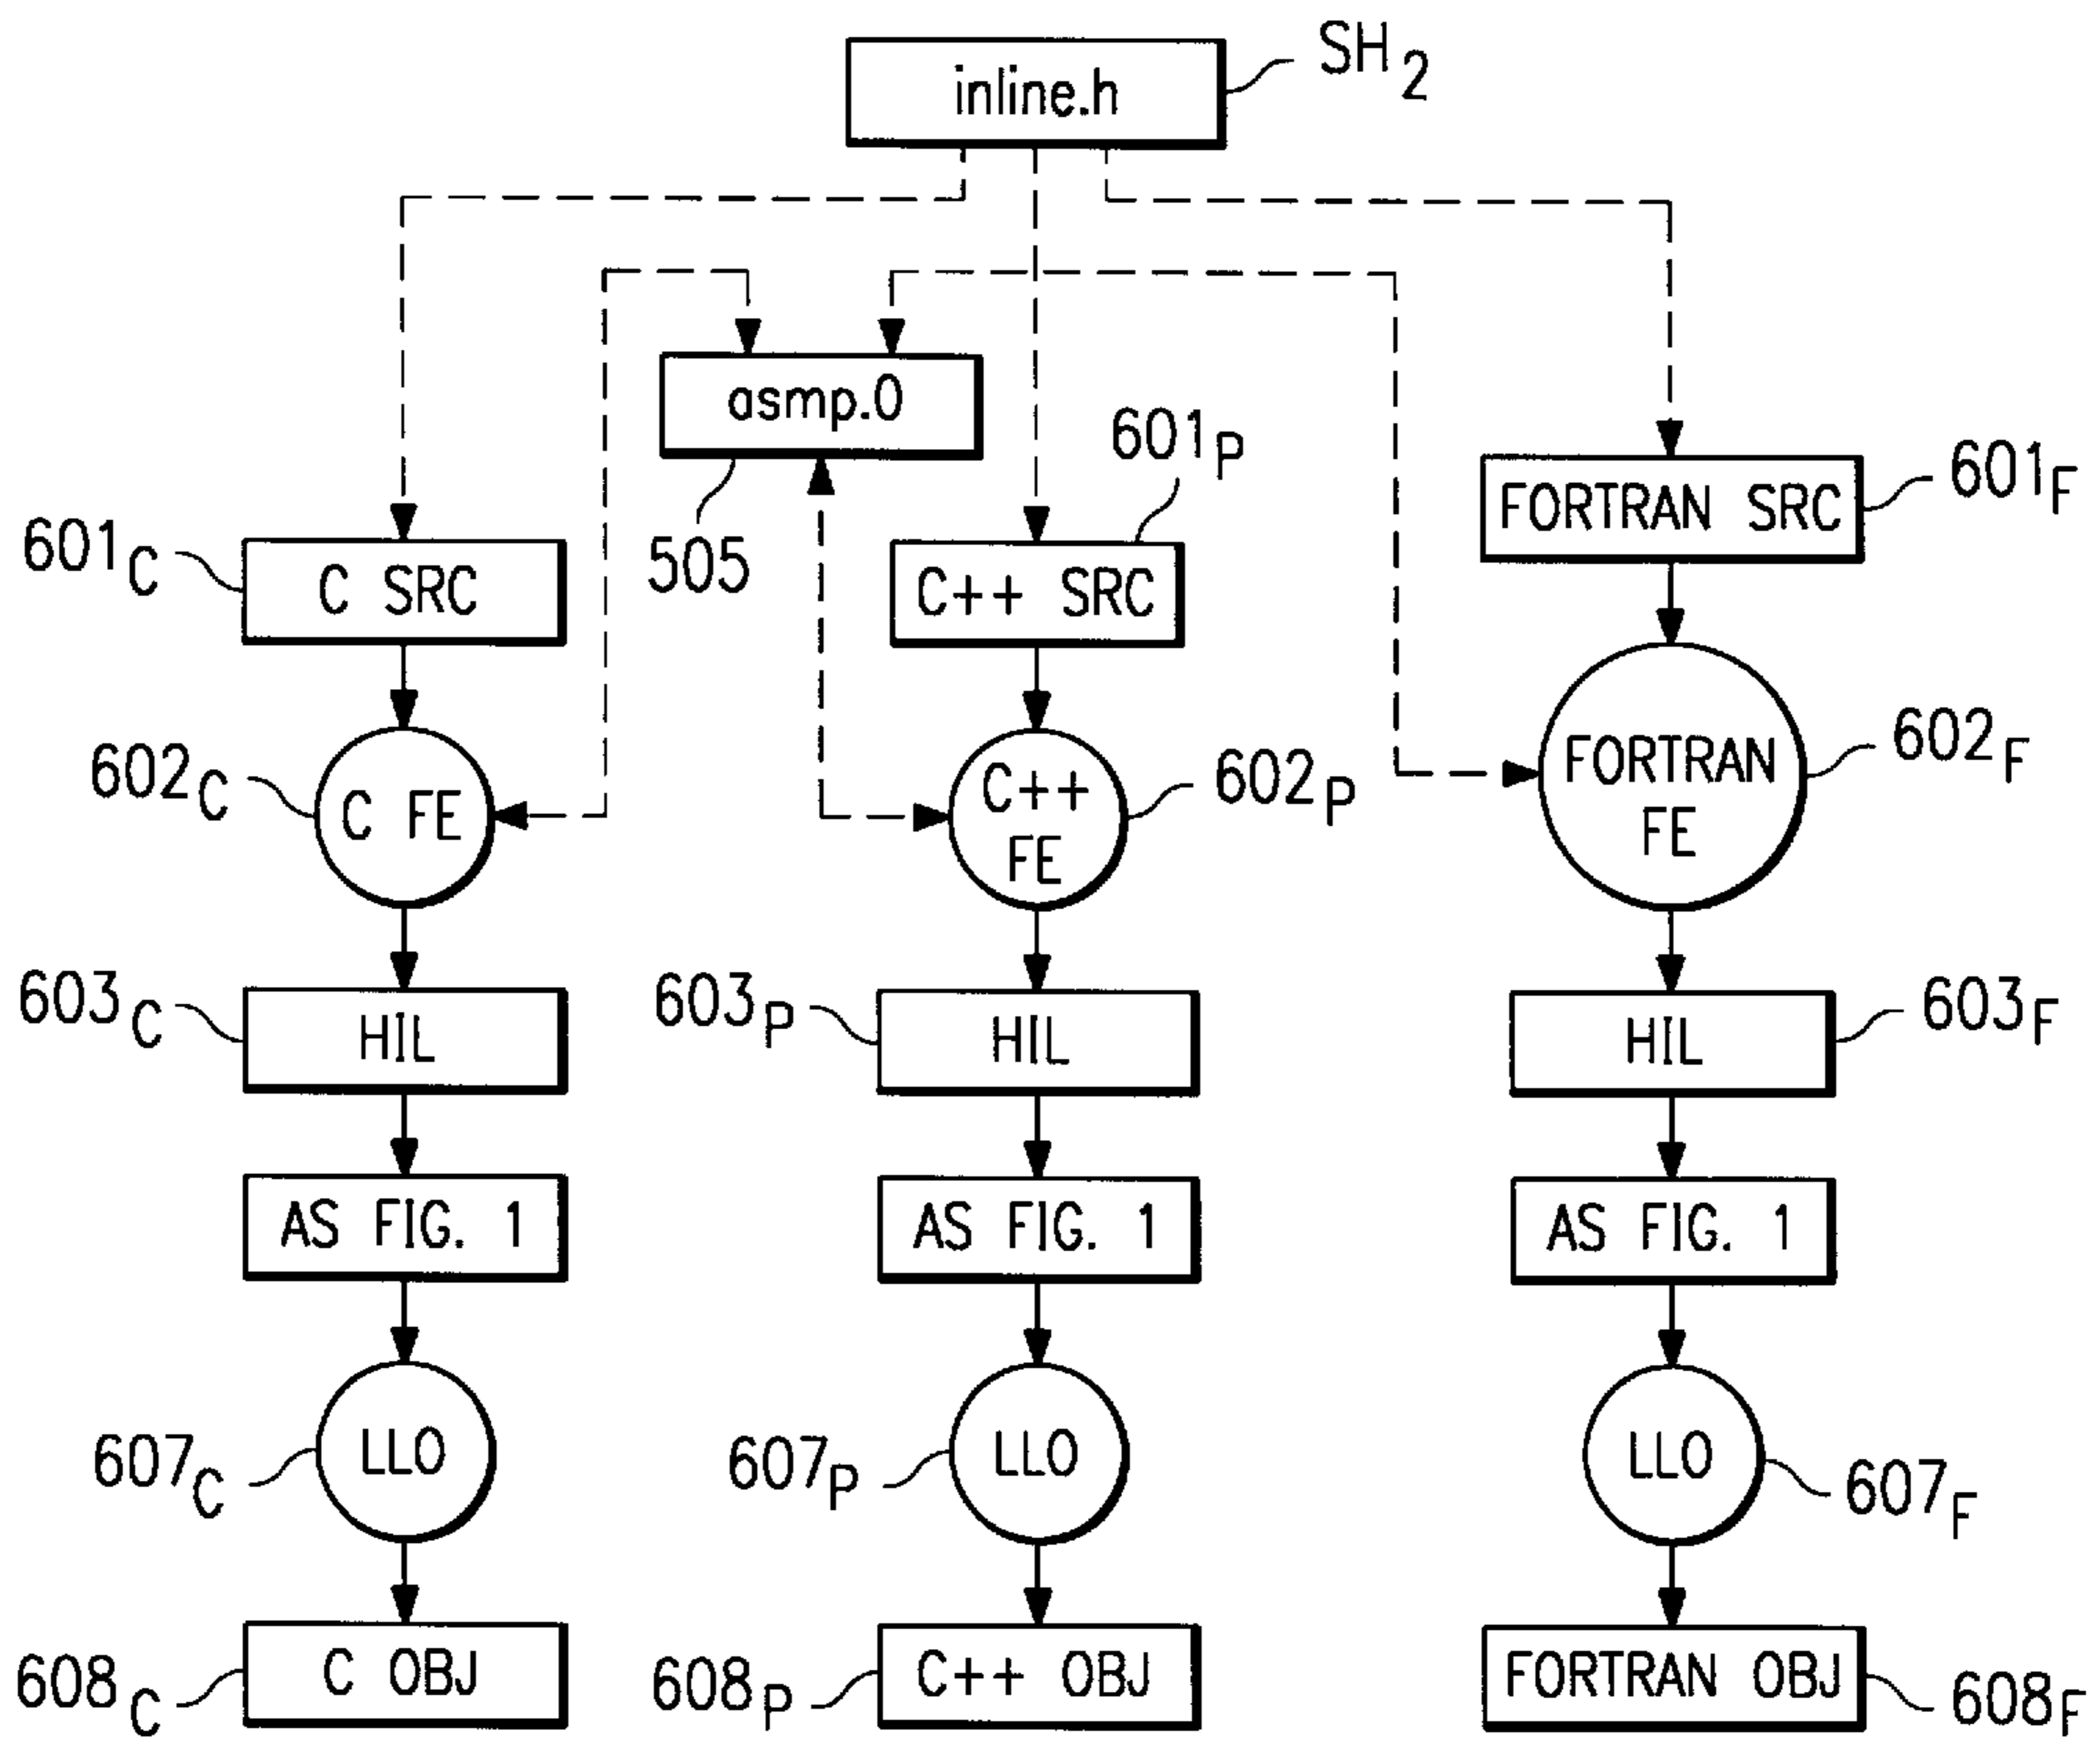 inline.h
SH2
asmp.0
505
601P
601F
FORTRAN SRC
601C
C SRC
C++ SRC
602C
C FE
C++
FE
602P
FORTRAN
FE
602F
603C
HIL
603P
HIL
603F
HIL
AS FIG. 1
AS FIG. 1
AS FIG. 1
607C
LLO
607P
LLO
607F
LLO
608C
C OBJ
608P
C++ OBJ
FORTRAN OBJ
608F